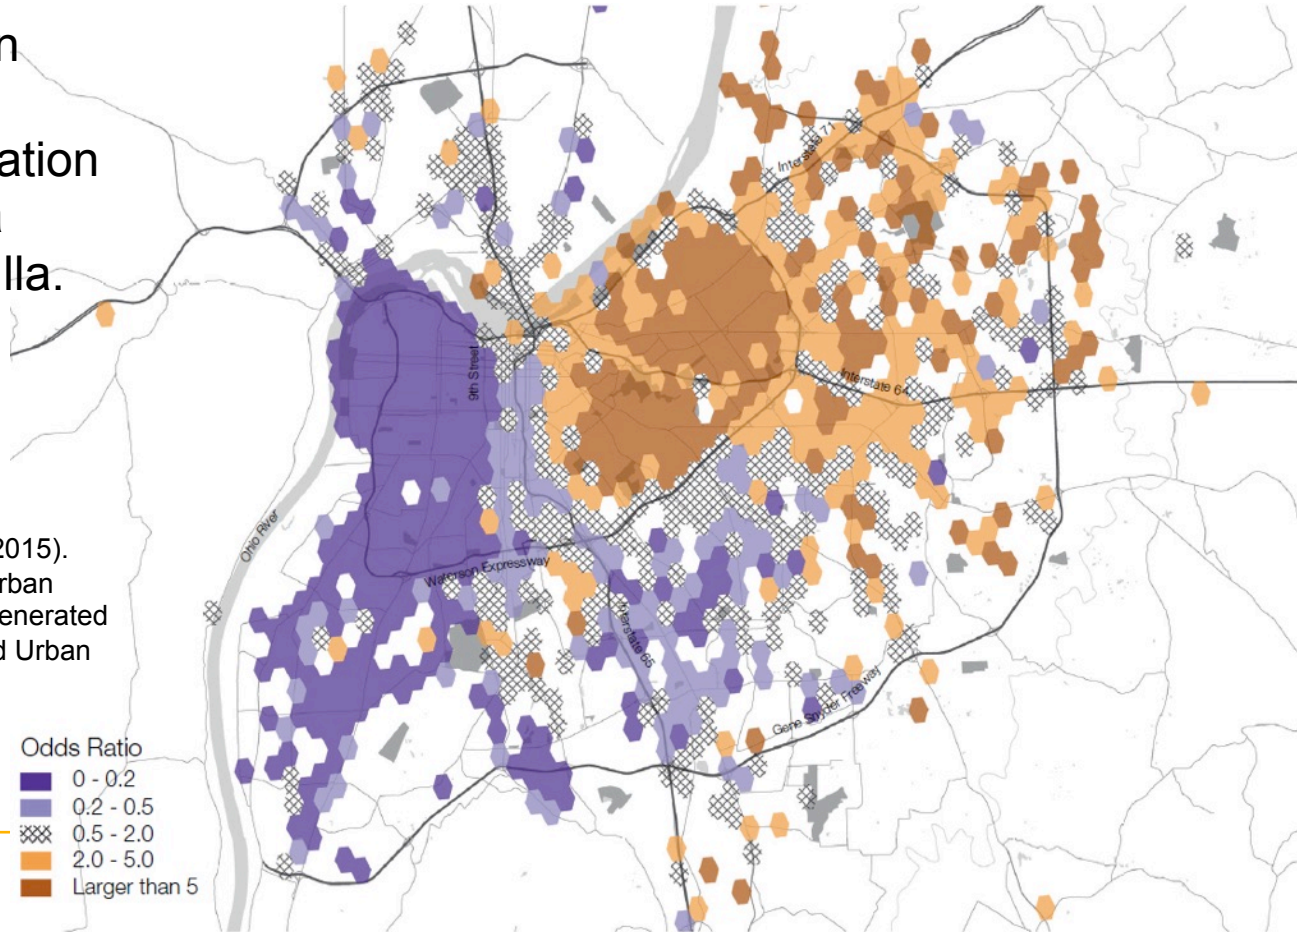 n
ation
lla.
2015).
rban
enerated
d Urban
Interstate 71
9th Street
Interstate 64
Ohio River
Waterson Expressway
Interstate 65
Gene Snyder Freeway
Odds Ratio
0 - 0.2
0.2 - 0.5
0.5 - 2.0
2.0 - 5.0
Larger than 5